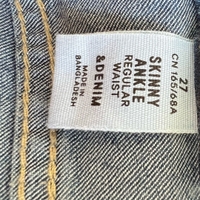 27
CN 165/68A
SKINNY
ANKLE
REGULAR
WAIST
&DENIM
MADE IN
BANGLADESH